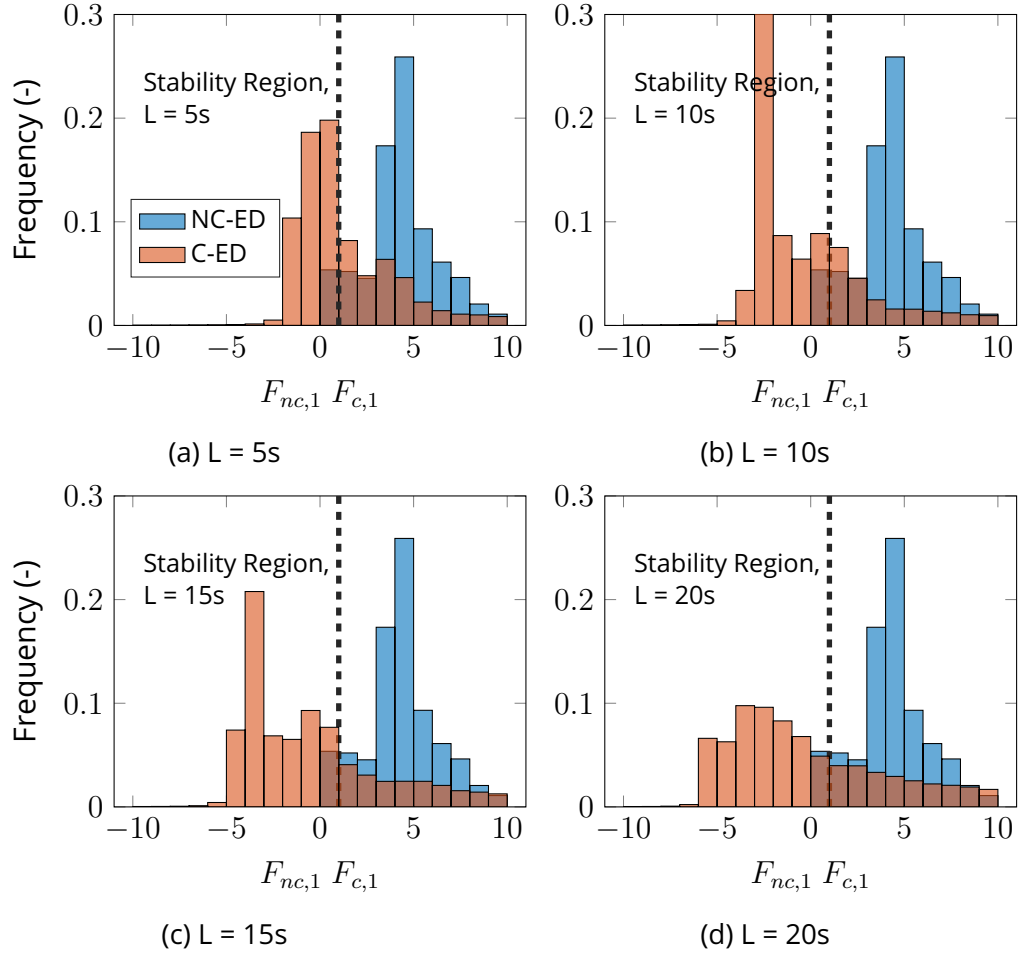 0.3
0.2
0.1
0
Frequency (-)
Stability Region,
L = 5s
NC-ED
C-ED
−10 −5 0 5 10
F_{nc,1} F_{c,1}
(a) L = 5s
0.3
0.2
0.1
0
Stability Region,
L = 10s
−10 −5 0 5 10
F_{nc,1} F_{c,1}
(b) L = 10s
0.3
0.2
0.1
0
Frequency (-)
Stability Region,
L = 15s
−10 −5 0 5 10
F_{nc,1} F_{c,1}
(c) L = 15s
0.3
0.2
0.1
0
Stability Region,
L = 20s
−10 −5 0 5 10
F_{nc,1} F_{c,1}
(d) L = 20s